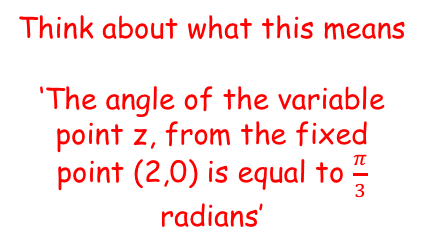 Think about what this means
‘The angle of the variable
point z, from the fixed
point (2,0) is equal to π/3
radians’